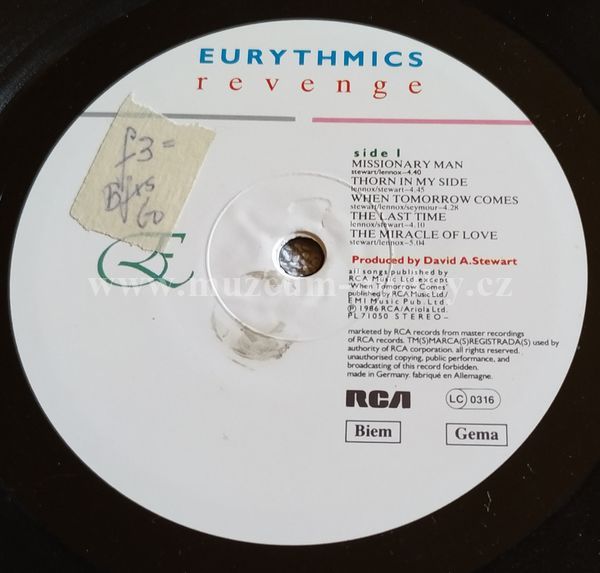 EURYTHMICS
revenge
f3=
60
side 1
MISSIONARY MAN
stewart/lennox–4.40
THORN IN MY SIDE
lennox/stewart–4.45
WHEN TOMORROW COMES
stewart/lennox/seymour–4.28
THE LAST TIME
stewart/lennox–4.10
THE MIRACLE OF LOVE
stewart/lennox–5.04
Produced by David A.Stewart
all songs published by
RCA Music Ltd. except
'When Tomorrow Comes'
published by RCA Music Ltd/
EMI Music Pub. Ltd.
Ⓟ 1986 RCA/Ariola Ltd.
PL 71050 STEREO–
marketed by RCA records from master recordings
of RCA records. TM(S)MARCA(S)REGISTRADA(S) used by
authority of RCA corporation. all rights reserved.
unauthorised copying, public performance, and
broadcasting of this record forbidden.
made in Germany. fabriqué en Allemagne.
RCA
LC 0316
Biem
Gema